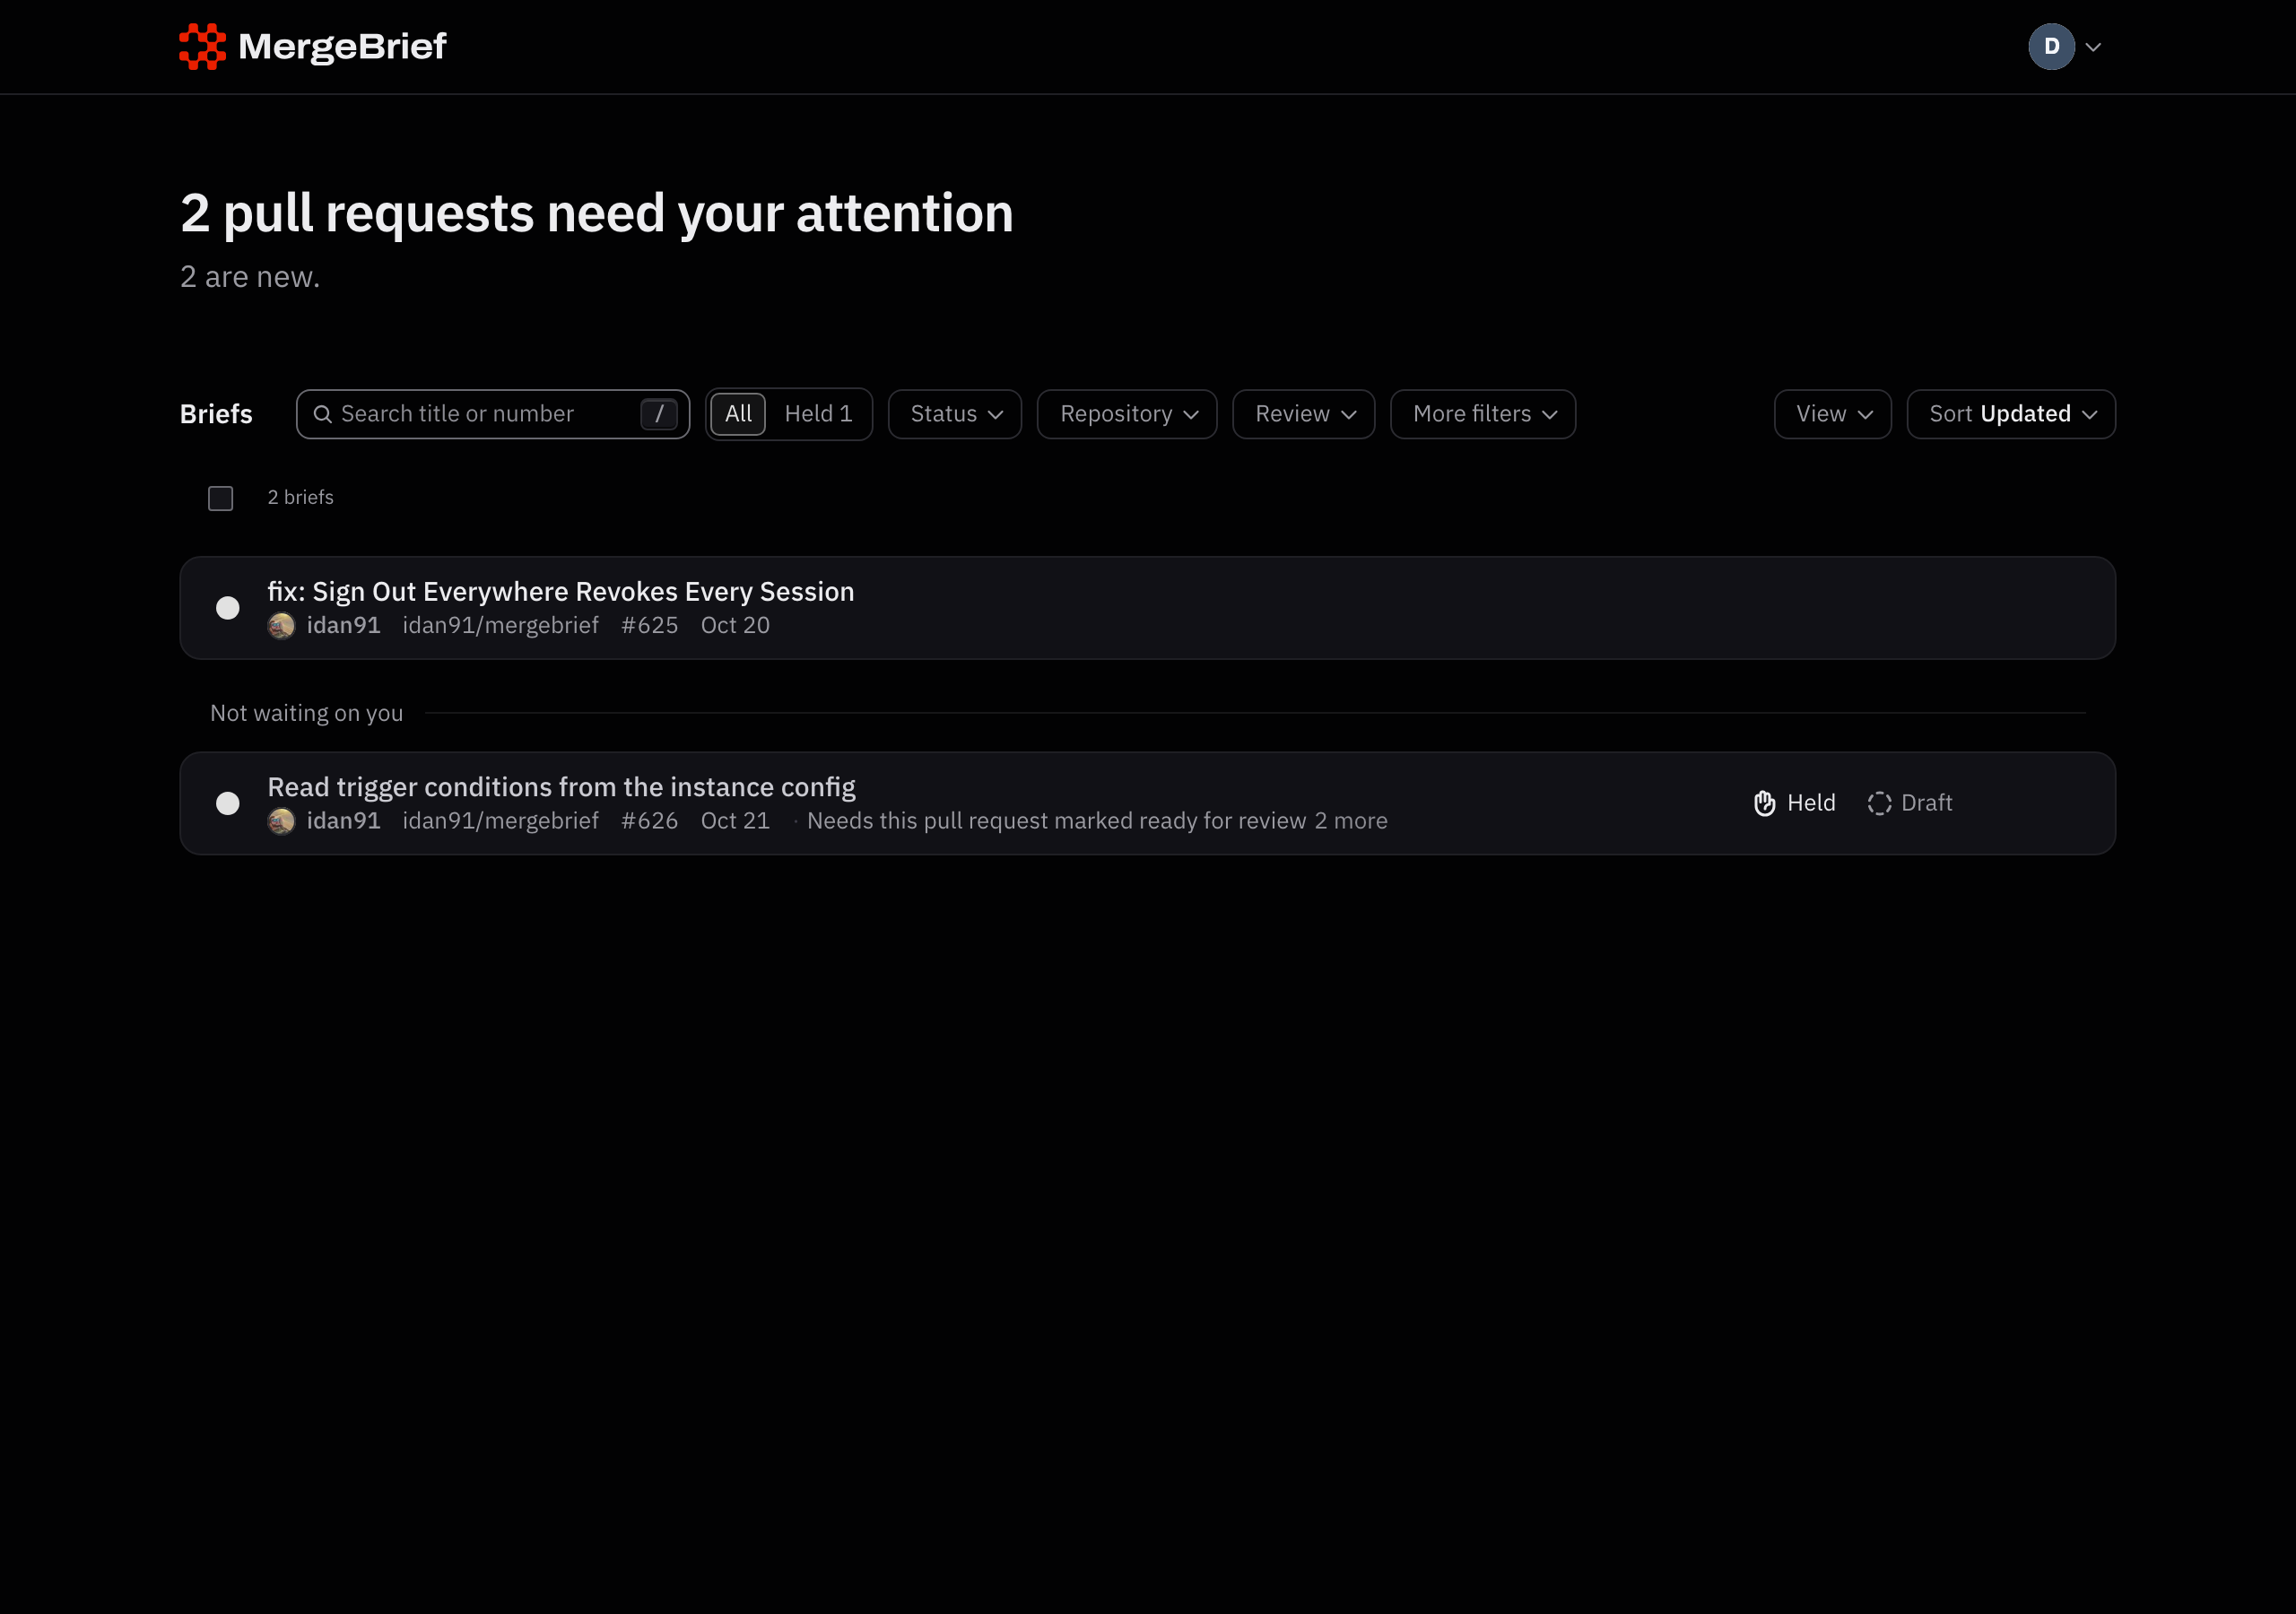 MergeBrief
D
2 pull requests need your attention
2 are new.
Briefs Search title or number / All Held 1 Status Repository Review More filters View Sort Updated
2 briefs
fix: Sign Out Everywhere Revokes Every Session
idan91 idan91/mergebrief #625 Oct 20
Not waiting on you
Read trigger conditions from the instance config
idan91 idan91/mergebrief #626 Oct 21 · Needs this pull request marked ready for review 2 more
Held Draft